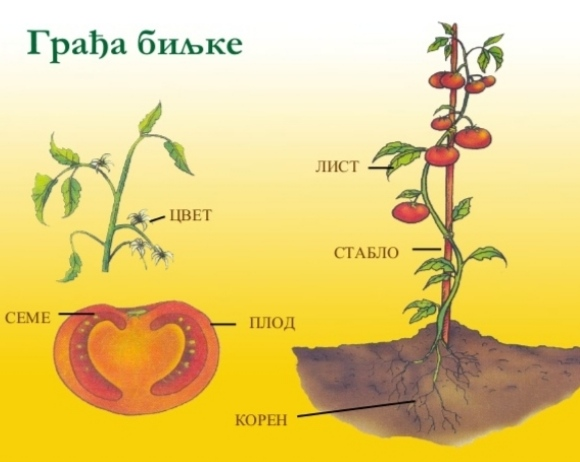 Грађа биљке
ЛИСТ
ЦВЕТ
СТАБЛО
СЕМЕ
ПЛОД
КОРЕН